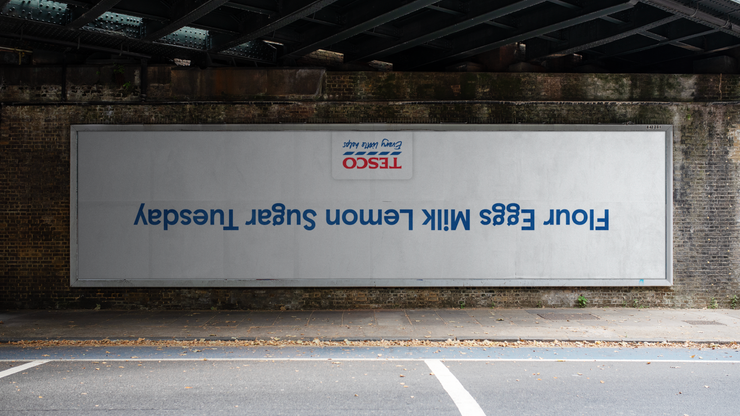 Flour Eggs Milk Lemon Sugar Tuesday
TESCO
Every little helps